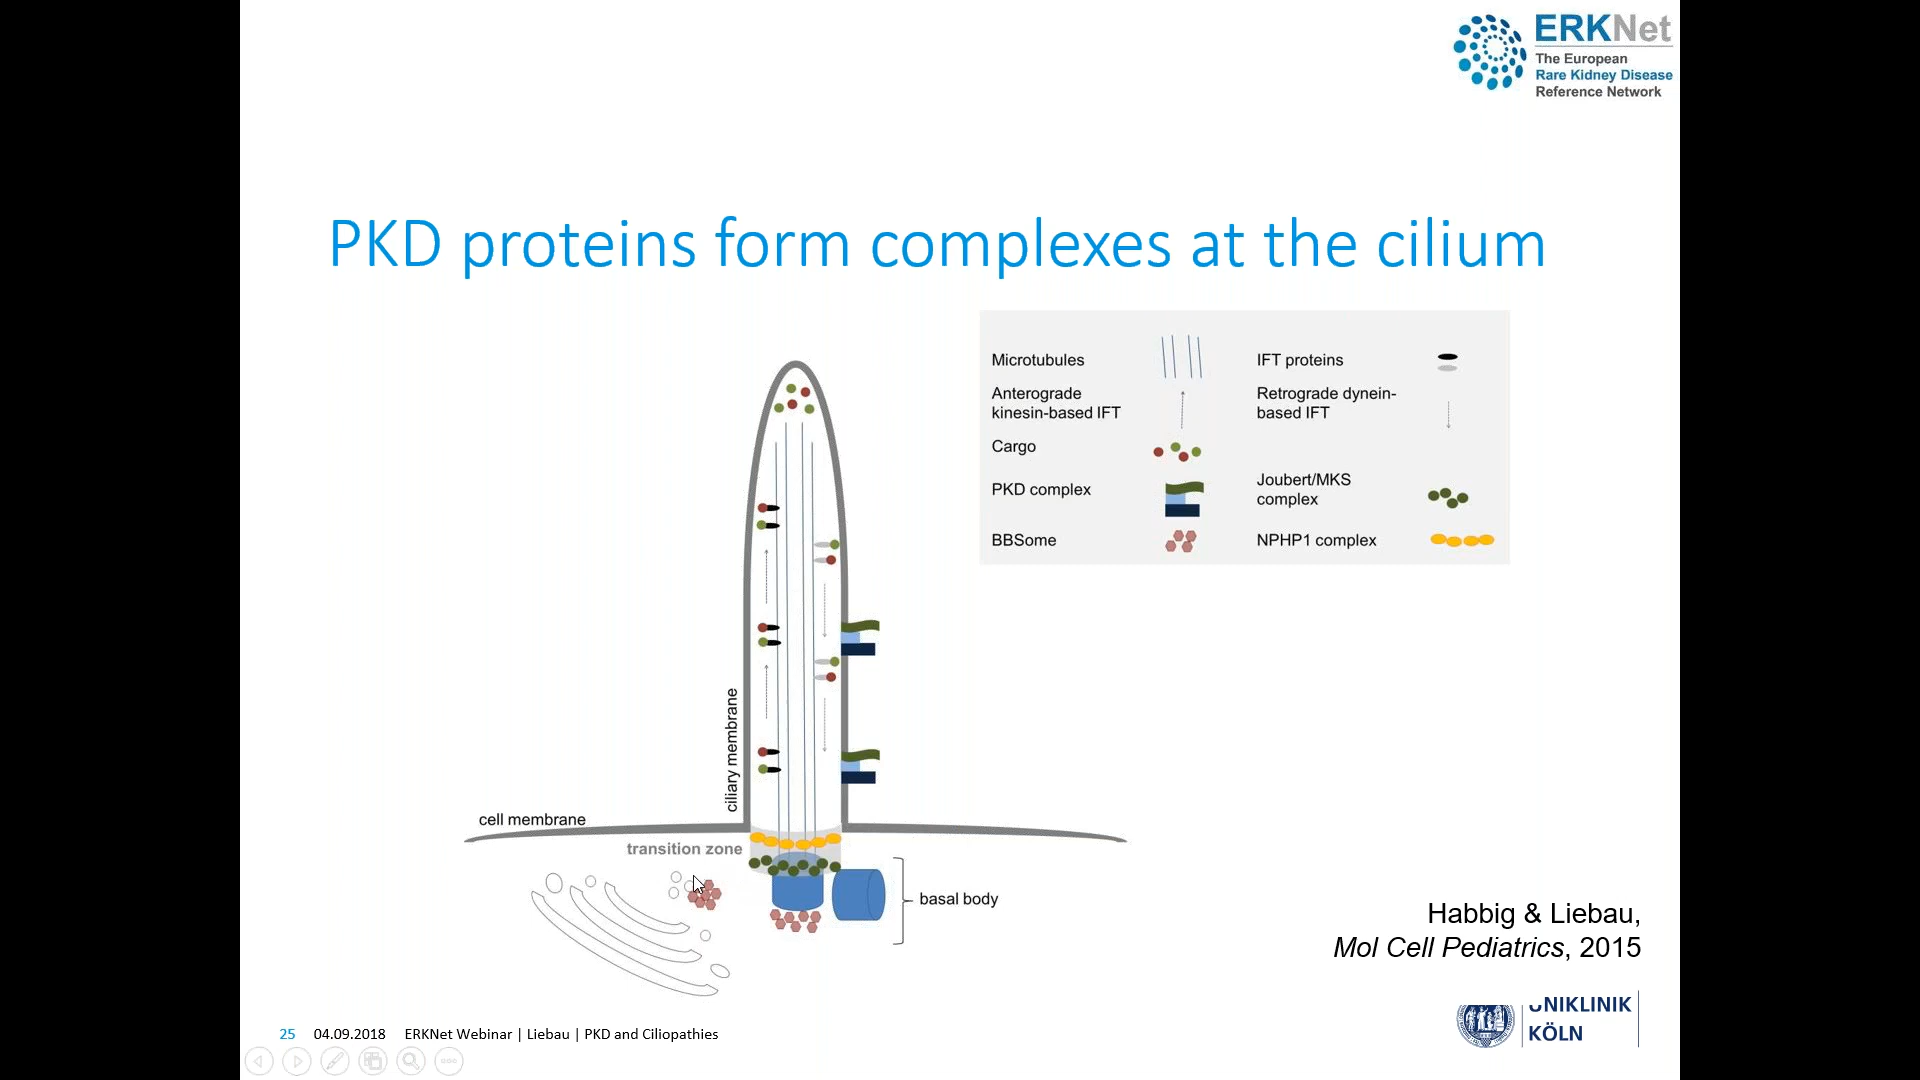 ERKNet
The European
Rare Kidney Disease
Reference Network
PKD proteins form complexes at the cilium
Microtubules
IFT proteins
Anterograde
kinesin-based IFT
Retrograde dynein-
based IFT
Cargo
PKD complex
Joubert/MKS
complex
BBSome
NPHP1 complex
ciliary membrane
cell membrane
transition zone
basal body
Habbig & Liebau,
Mol Cell Pediatrics, 2015
UNIKLINIK
KÖLN
25 04.09.2018 ERKNet Webinar | Liebau | PKD and Ciliopathies